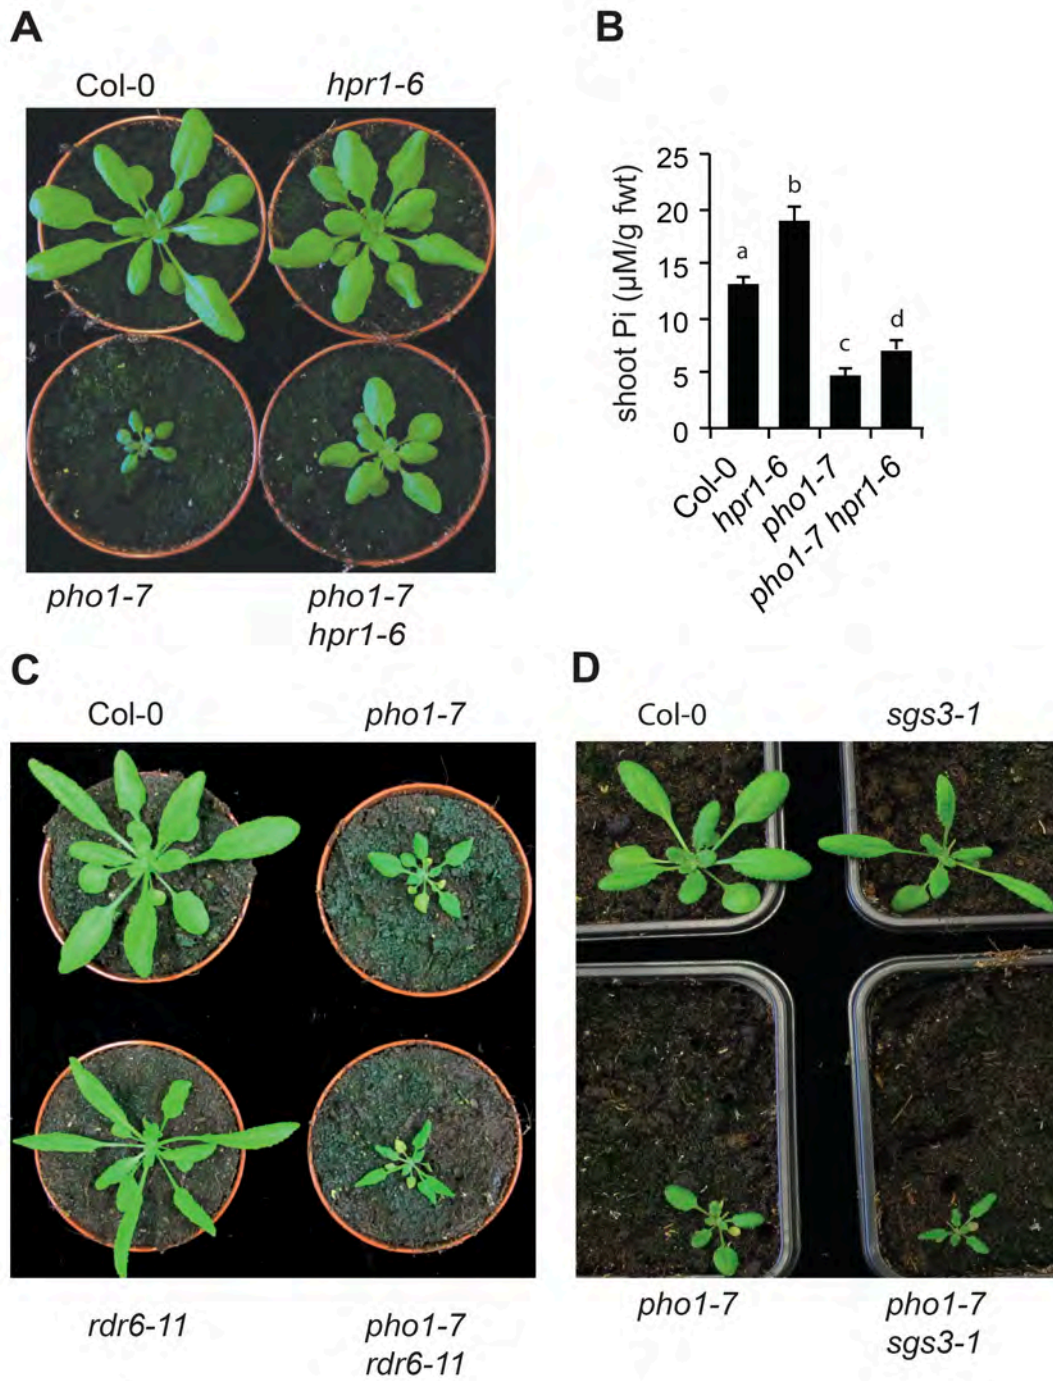 A
Col-0
hpr1-6
pho1-7
pho1-7
hpr1-6
B
shoot Pi (µM/g fwt)
25
20
15
10
5
0
a
b
c
d
Col-0
hpr1-6
pho1-7
pho1-7 hpr1-6
C
Col-0
pho1-7
rdr6-11
pho1-7
rdr6-11
D
Col-0
sgs3-1
pho1-7
pho1-7
sgs3-1